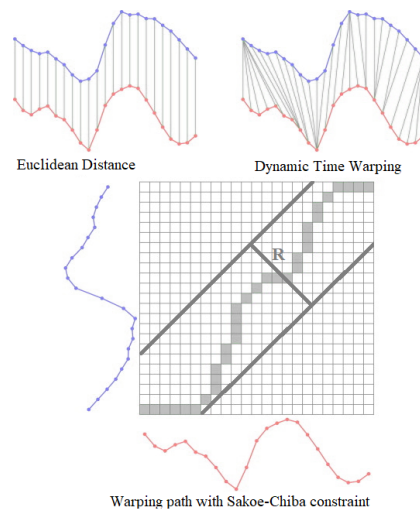 Euclidean Distance
Dynamic Time Warping
R
Warping path with Sakoe-Chiba constraint